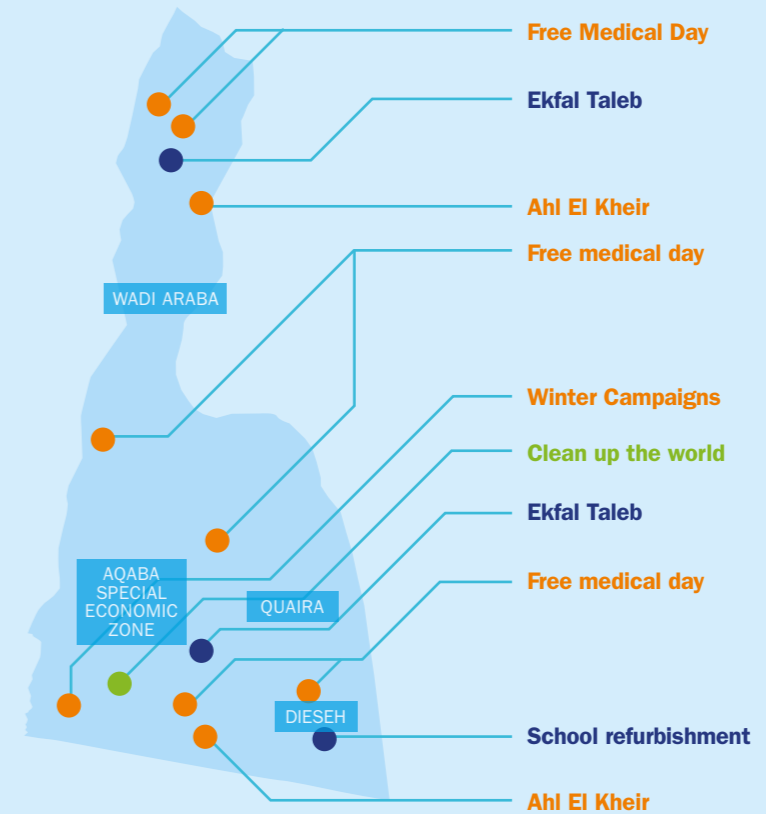 Free Medical Day
Ekfal Taleb
Ahl El Kheir
Free medical day
WADI ARABA
Winter Campaigns
Clean up the world
Ekfal Taleb
AQABA
SPECIAL
ECONOMIC
ZONE
QUAIRA
Free medical day
DIESEH
School refurbishment
Ahl El Kheir